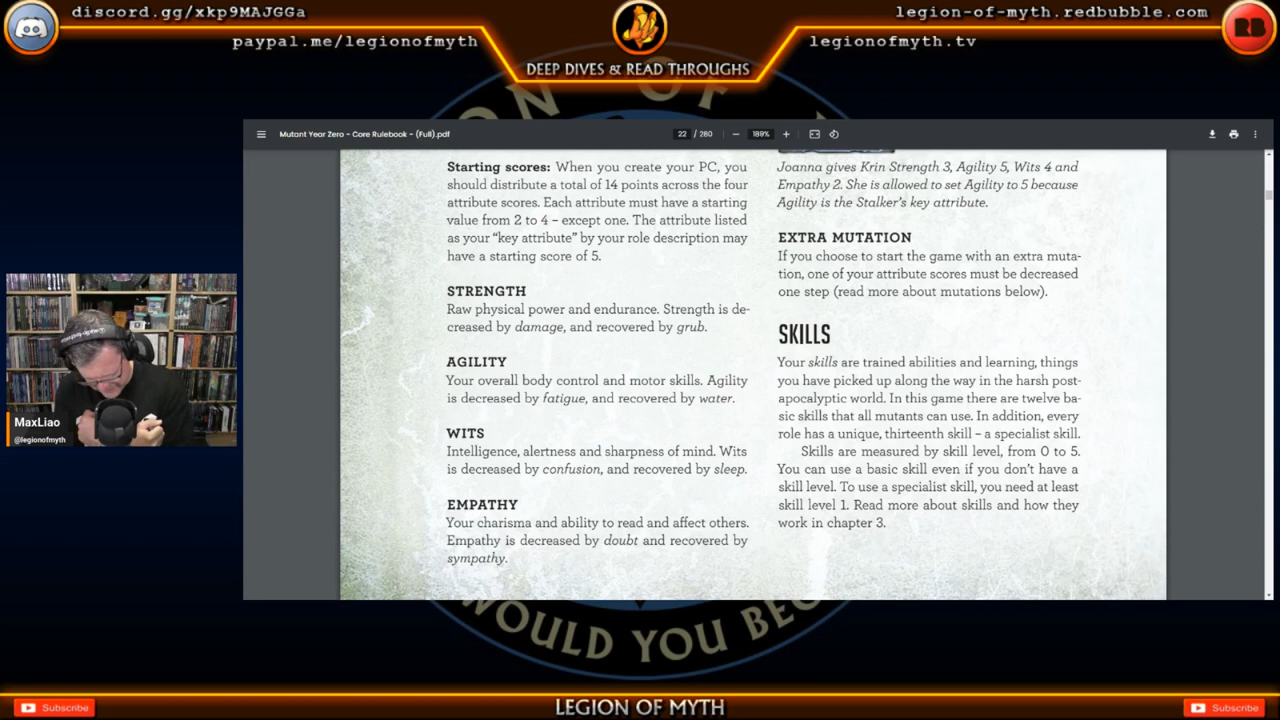 discord.gg/xkp9MAJGGa
legion-of-myth.redbubble.com
paypal.me/legionofmyth
legionofmyth.tv
RB
DEEP DIVES & READ THROUGHS
ON OF
Mutant Year Zero - Core Rulebook - (Full).pdf
22 / 280
189%
Starting scores: When you create your PC, you
should distribute a total of 14 points across the four
attribute scores. Each attribute must have a starting
value from 2 to 4 – except one. The attribute listed
as your “key attribute” by your role description may
have a starting score of 5.
STRENGTH
Raw physical power and endurance. Strength is de-
creased by damage, and recovered by grub.
AGILITY
Your overall body control and motor skills. Agility
is decreased by fatigue, and recovered by water.
WITS
Intelligence, alertness and sharpness of mind. Wits
is decreased by confusion, and recovered by sleep.
EMPATHY
Your charisma and ability to read and affect others.
Empathy is decreased by doubt and recovered by
sympathy.
Joanna gives Krin Strength 3, Agility 5, Wits 4 and
Empathy 2. She is allowed to set Agility to 5 because
Agility is the Stalker’s key attribute.
EXTRA MUTATION
If you choose to start the game with an extra muta-
tion, one of your attribute scores must be decreased
one step (read more about mutations below).
SKILLS
Your skills are trained abilities and learning, things
you have picked up along the way in the harsh post-
apocalyptic world. In this game there are twelve ba-
sic skills that all mutants can use. In addition, every
role has a unique, thirteenth skill – a specialist skill.
Skills are measured by skill level, from 0 to 5.
You can use a basic skill even if you don’t have a
skill level. To use a specialist skill, you need at least
skill level 1. Read more about skills and how they
work in chapter 3.
MaxLiao
@legionofmyth
WOULD YOU BE
Subscribe
LEGION OF MYTH
Subscribe